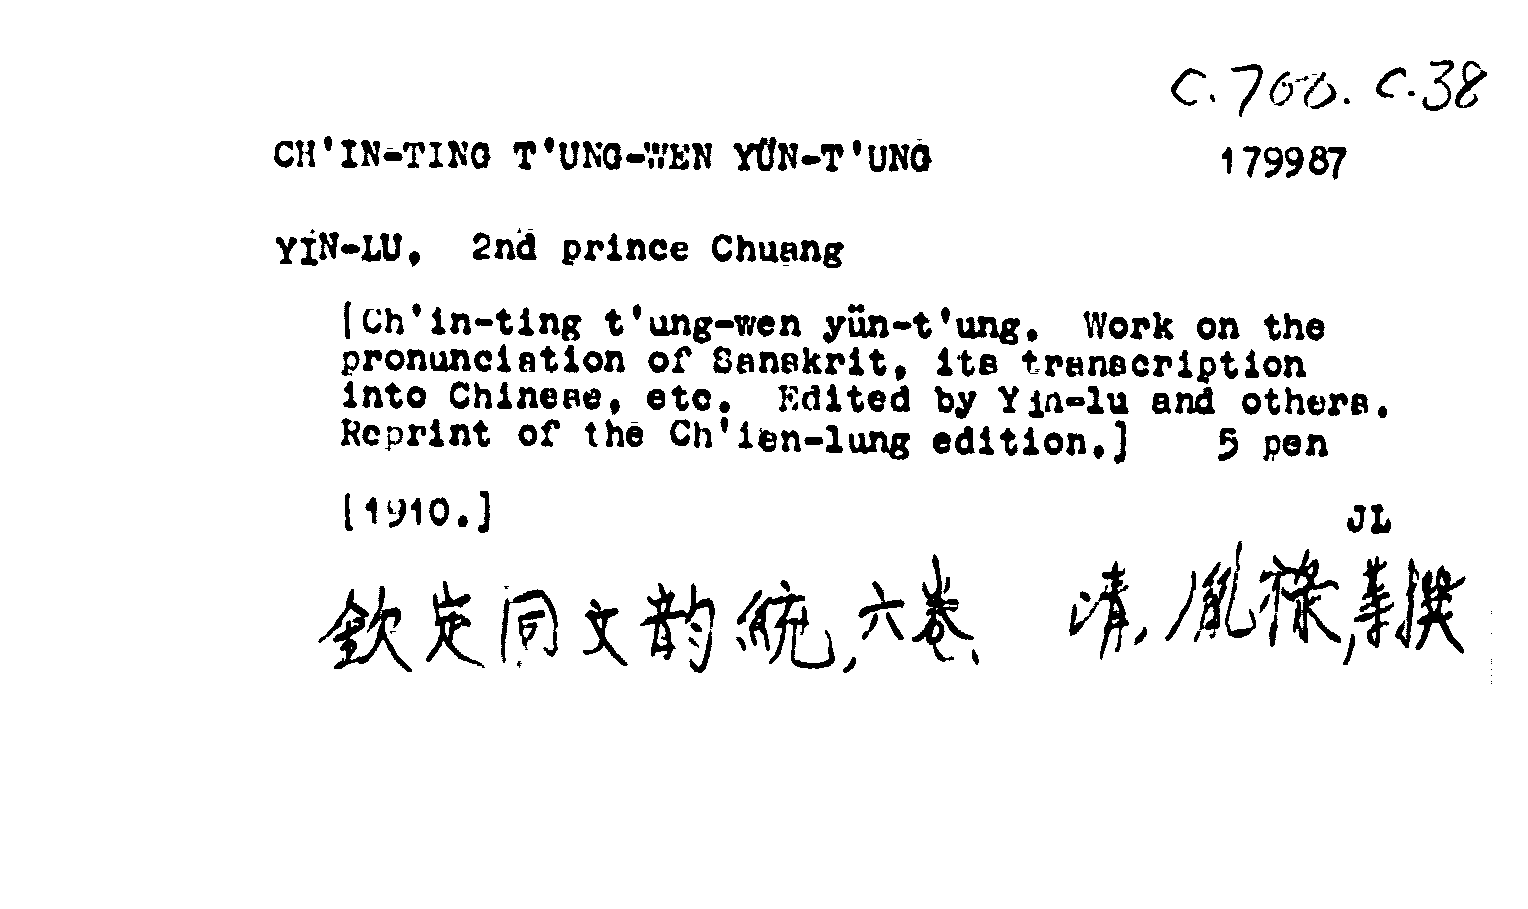 C.766. C.38
CH'IN-TING T'UNG-WEN YÜN-T'UNG 179987
YIN-LU, 2nd prince Chuang
[Ch'in-ting t'ung-wen yün-t'ung. Work on the
pronunciation of Sanskrit, its transcription
into Chinese, etc. Edited by Yin-lu and others.
Reprint of the Ch'ien-lung edition.] 5 pen
[1910.] JL
欽定同文韵統, 六卷、 清, 胤祿, 等撰